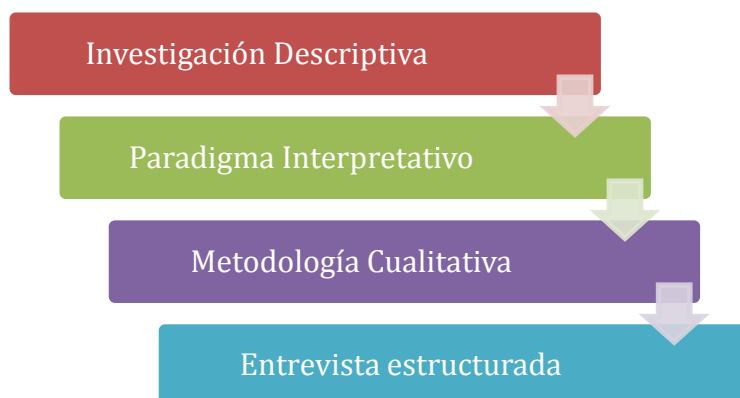 Investigación Descriptiva
Paradigma Interpretativo
Metodología Cualitativa
Entrevista estructurada